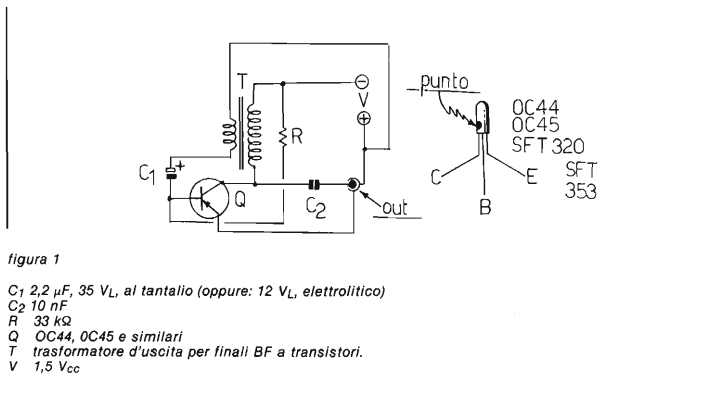 T
V
R
C1
+
Q
C2
out
punto
OC44
OC45
SFT 320
SFT
353
C
B
E
figura 1
C1 2,2 µF, 35 VL, al tantalio (oppure: 12 VL, elettrolitico)
C2 10 nF
R 33 kΩ
Q OC44, 0C45 e similari
T trasformatore d'uscita per finali BF a transistori.
V 1,5 Vcc